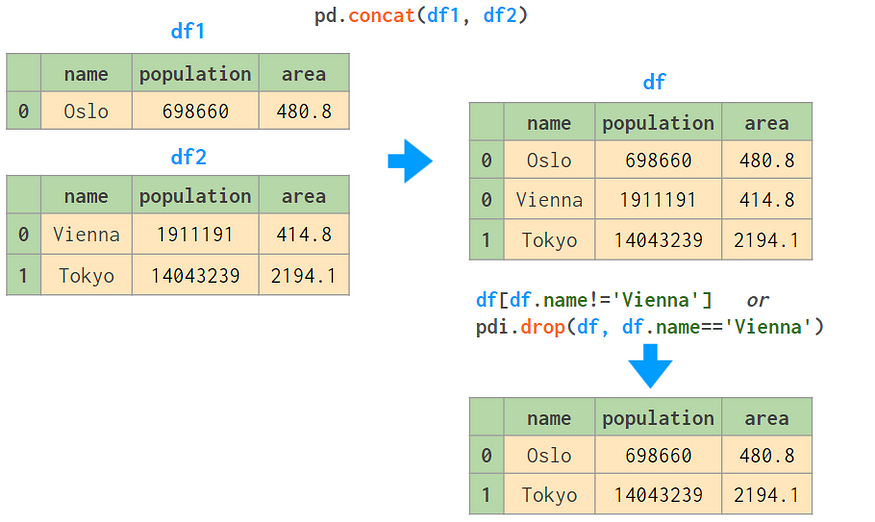 pd.concat(df1, df2)
df1
name population area
0 Oslo 698660 480.8
df2
name population area
0 Vienna 1911191 414.8
1 Tokyo 14043239 2194.1
df
name population area
0 Oslo 698660 480.8
0 Vienna 1911191 414.8
1 Tokyo 14043239 2194.1
df[df.name!='Vienna'] or
pdi.drop(df, df.name=='Vienna')
name population area
0 Oslo 698660 480.8
1 Tokyo 14043239 2194.1